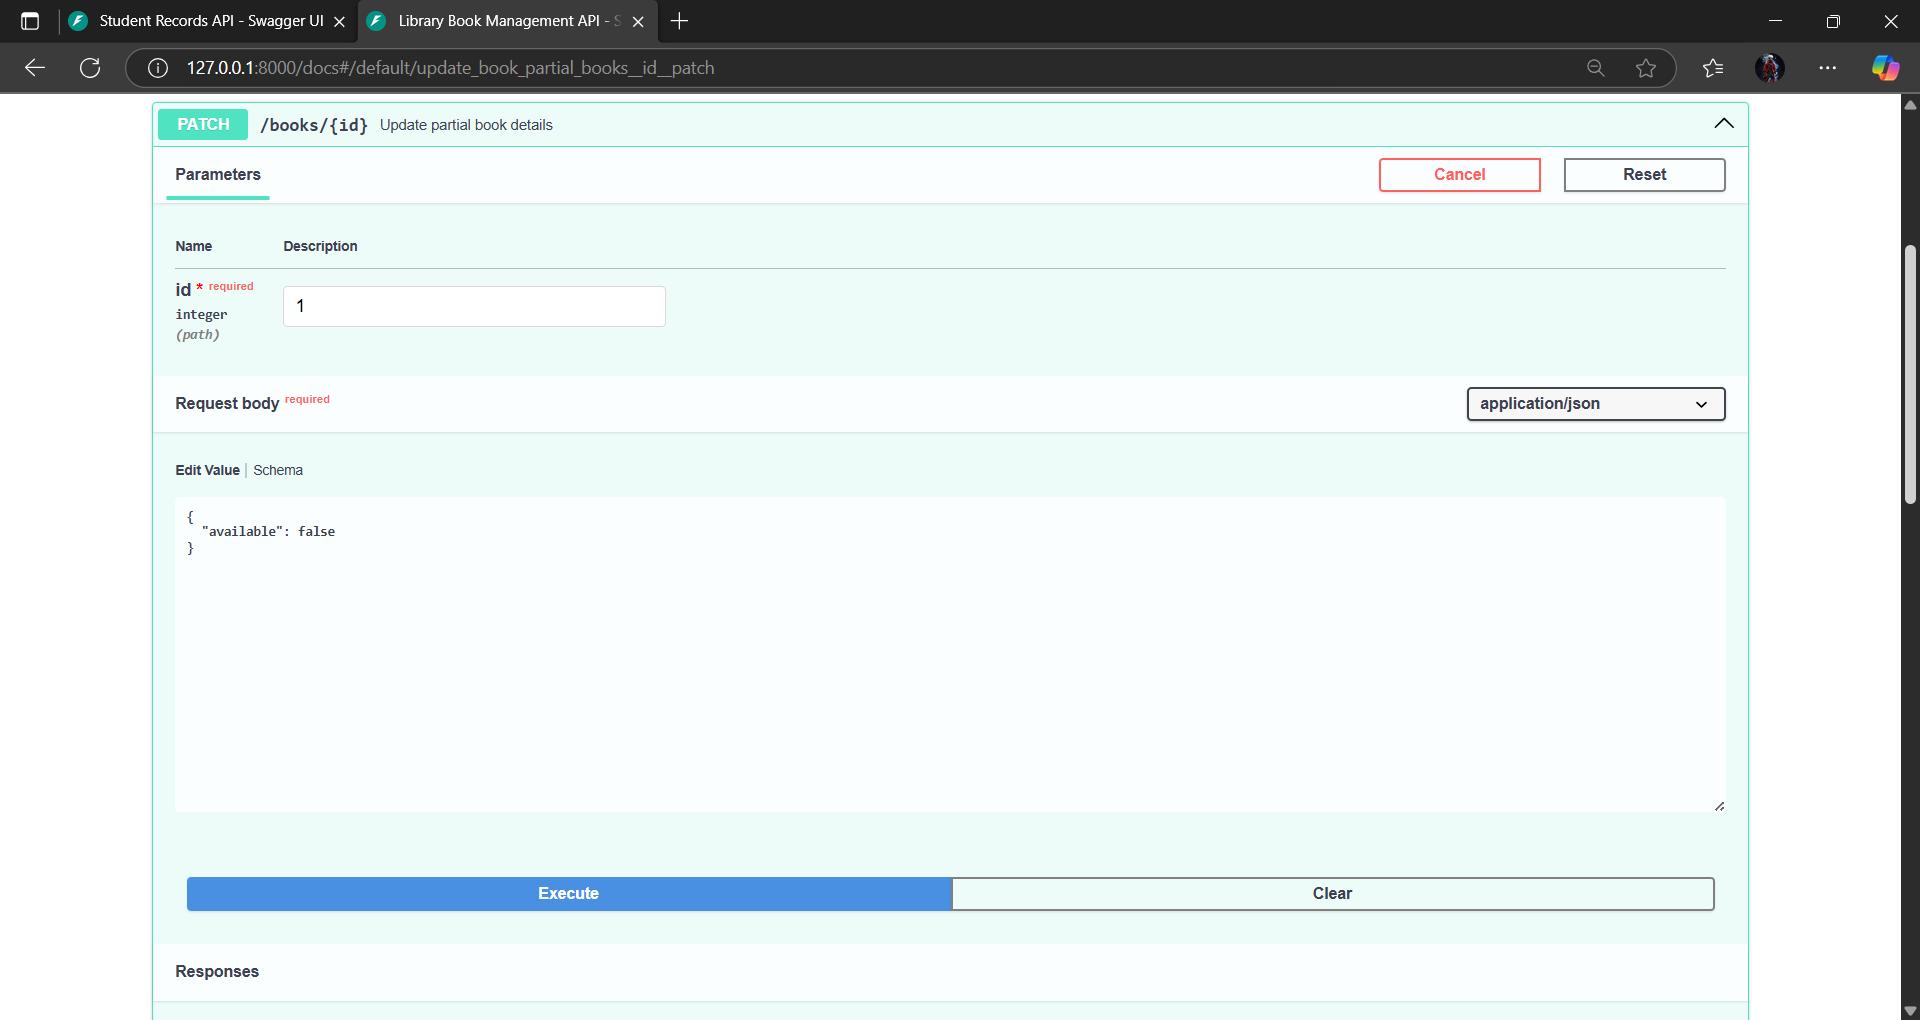 Student Records API - Swagger UI
Library Book Management API - S
127.0.0.1:8000/docs#/default/update_book_partial_books__id__patch
PATCH /books/{id} Update partial book details
Parameters
Cancel
Reset
Name Description
id * required
integer
(path)
1
Request body required
application/json
Edit Value | Schema
{
"available": false
}
Execute
Clear
Responses